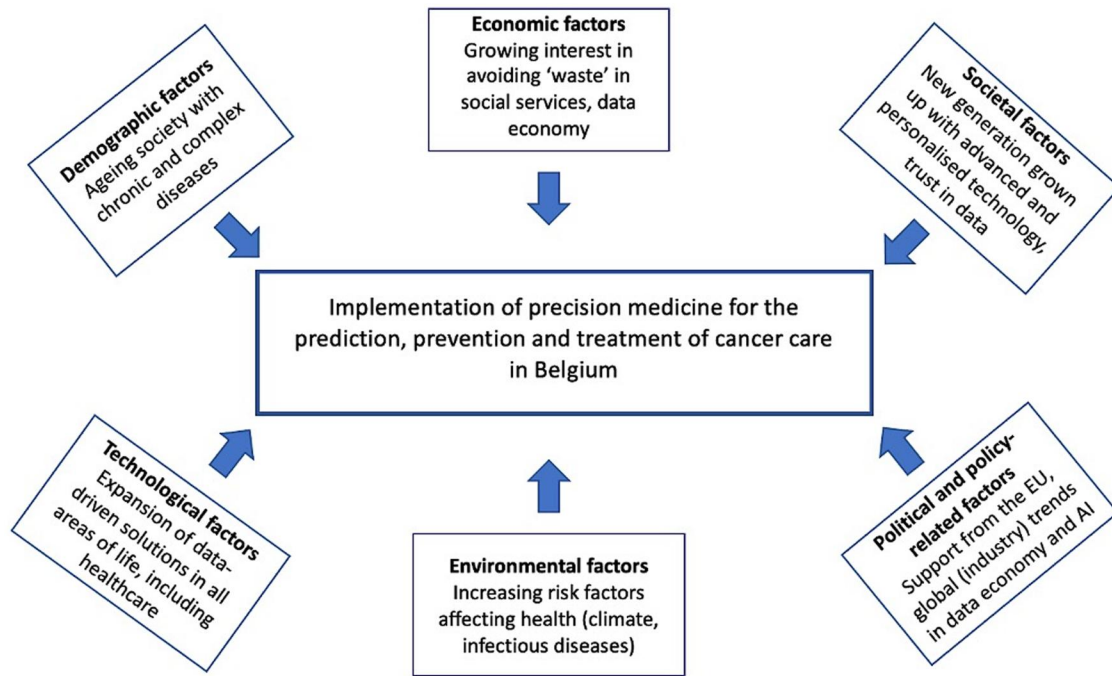 Economic factors
Growing interest in
avoiding ‘waste’ in
social services, data
economy
Demographic factors
Ageing society with
chronic and complex
diseases
Societal factors
New generation grown
up with advanced and
personalised technology,
trust in data
Implementation of precision medicine for the
prediction, prevention and treatment of cancer care
in Belgium
Technological factors
Expansion of data-
driven solutions in all
areas of life, including
healthcare
Environmental factors
Increasing risk factors
affecting health (climate,
infectious diseases)
Political and policy-
related factors
Support from the EU,
global (industry) trends
in data economy and AI